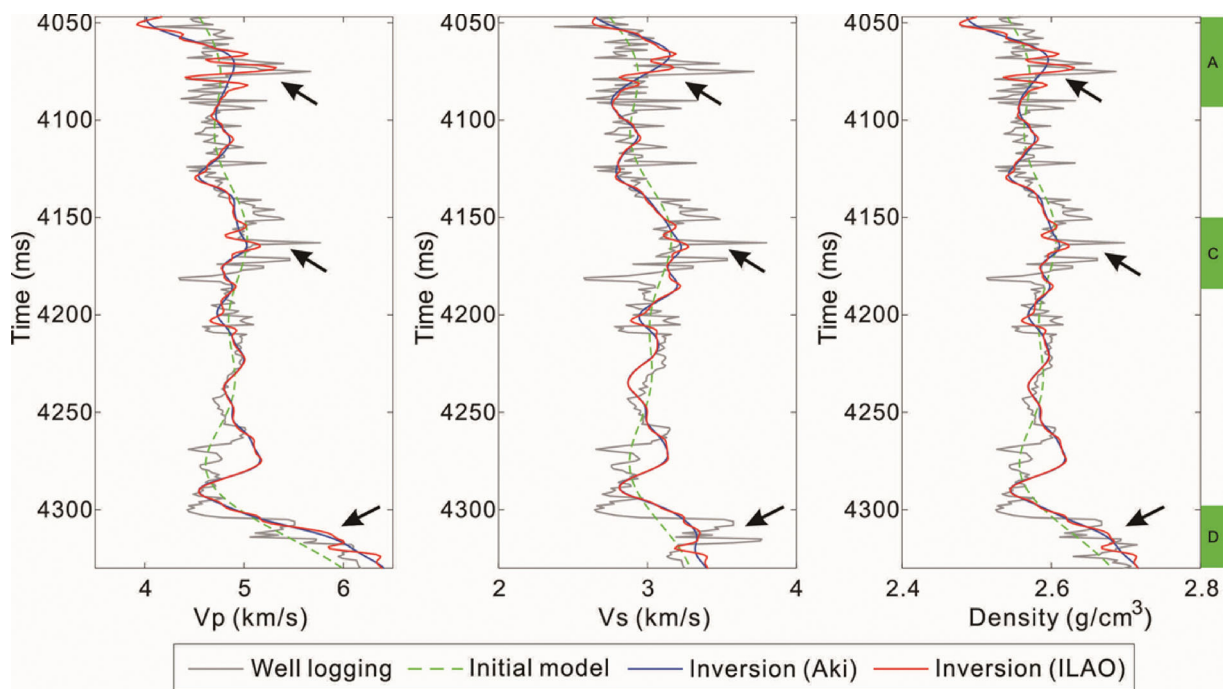 4050 4050 4050
A
4100 4100 4100
4150 4150 4150
C
Time (ms) Time (ms) Time (ms)
4200 4200 4200
4250 4250 4250
4300 4300 4300
D
4 5 6 2 3 4 2.4 2.6 2.8
Vp (km/s) Vs (km/s) Density (g/cm³)
Well logging Initial model Inversion (Aki) Inversion (ILAO)